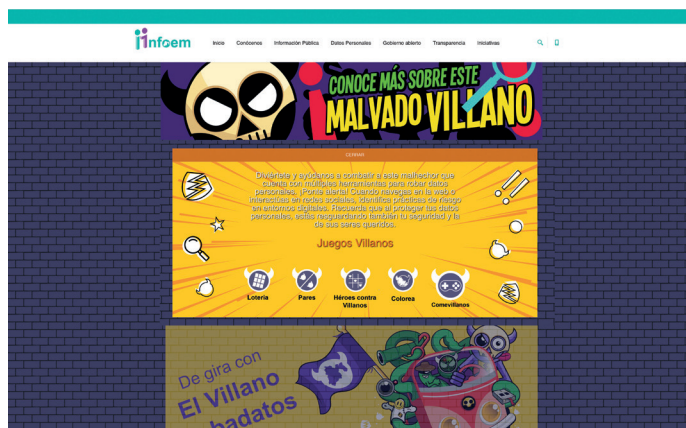 infoem
Inicio Conócenos Información Pública Datos Personales Gobierno abierto Transparencia Iniciativas
CONOCE MÁS SOBRE ESTE
MALVADO VILLANO
CERRAR
Diviértete y ayúdanos a combatir a este malhechor que
cuenta con múltiples herramientas para robar datos
personales. ¡Ponte alerta! Cuando navegas en la web o
interactúas en redes sociales, identifica prácticas de riesgo
en entornos digitales. Recuerda que al proteger tus datos
personales, estás resguardando también tu seguridad y la
de sus seres queridos.
Juegos Villanos
Lotería Pares Héroes contra Colorea Comevillanos
Villanos
De gira con
El Villano
badatos